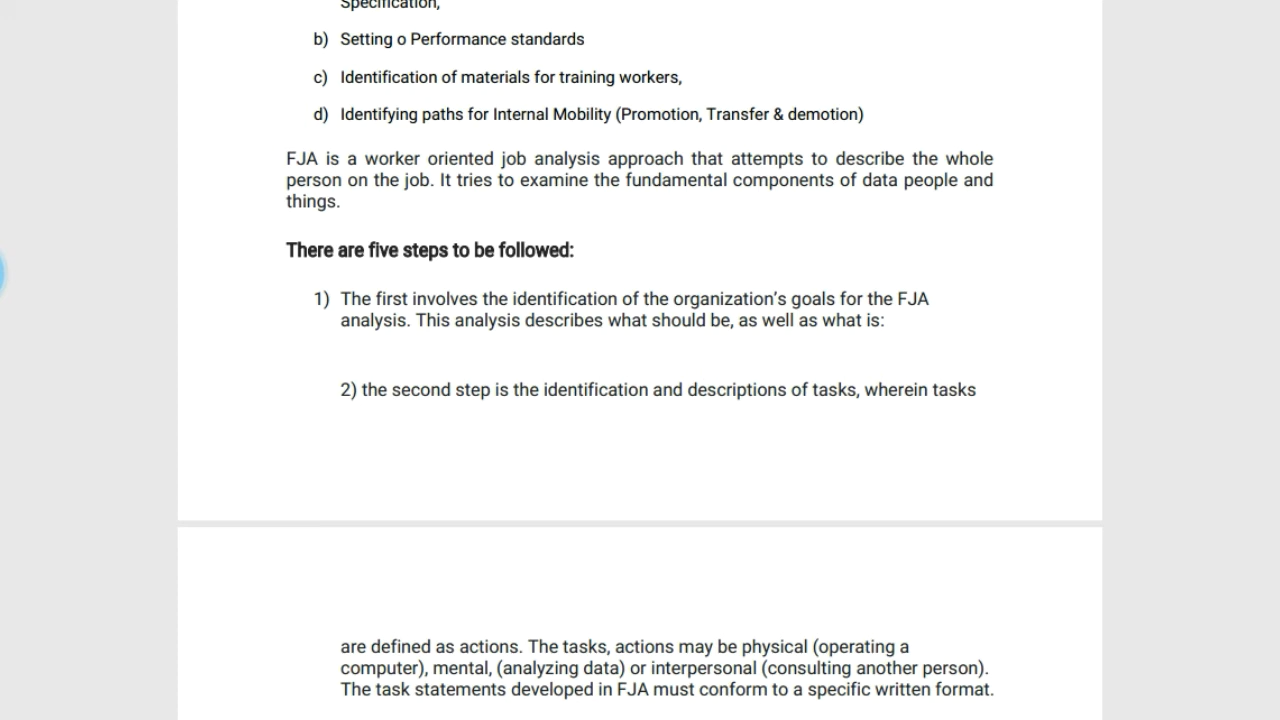 Specification,
b) Setting o Performance standards
c) Identification of materials for training workers,
d) Identifying paths for Internal Mobility (Promotion, Transfer & demotion)
FJA is a worker oriented job analysis approach that attempts to describe the whole
person on the job. It tries to examine the fundamental components of data people and
things.
There are five steps to be followed:
1) The first involves the identification of the organization's goals for the FJA
analysis. This analysis describes what should be, as well as what is:
2) the second step is the identification and descriptions of tasks, wherein tasks
are defined as actions. The tasks, actions may be physical (operating a
computer), mental, (analyzing data) or interpersonal (consulting another person).
The task statements developed in FJA must conform to a specific written format.